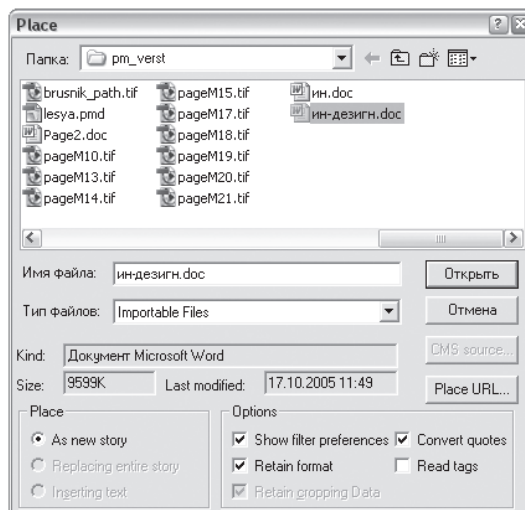 Place
Папка: pm_verst
brusnik_path.tif pageM15.tif ин.doc
lesya.pmd pageM17.tif ин-дезигн.doc
Page2.doc pageM18.tif
pageM10.tif pageM19.tif
pageM13.tif pageM20.tif
pageM14.tif pageM21.tif
Имя файла: ин-дезигн.doc Открыть
Тип файлов: Importable Files Отмена
Kind: Документ Microsoft Word CMS source...
Size: 9599K Last modified: 17.10.2005 11:49 Place URL...
Place Options
As new story Show filter preferences Convert quotes
Replacing entire story Retain format Read tags
Inserting text Retain cropping Data